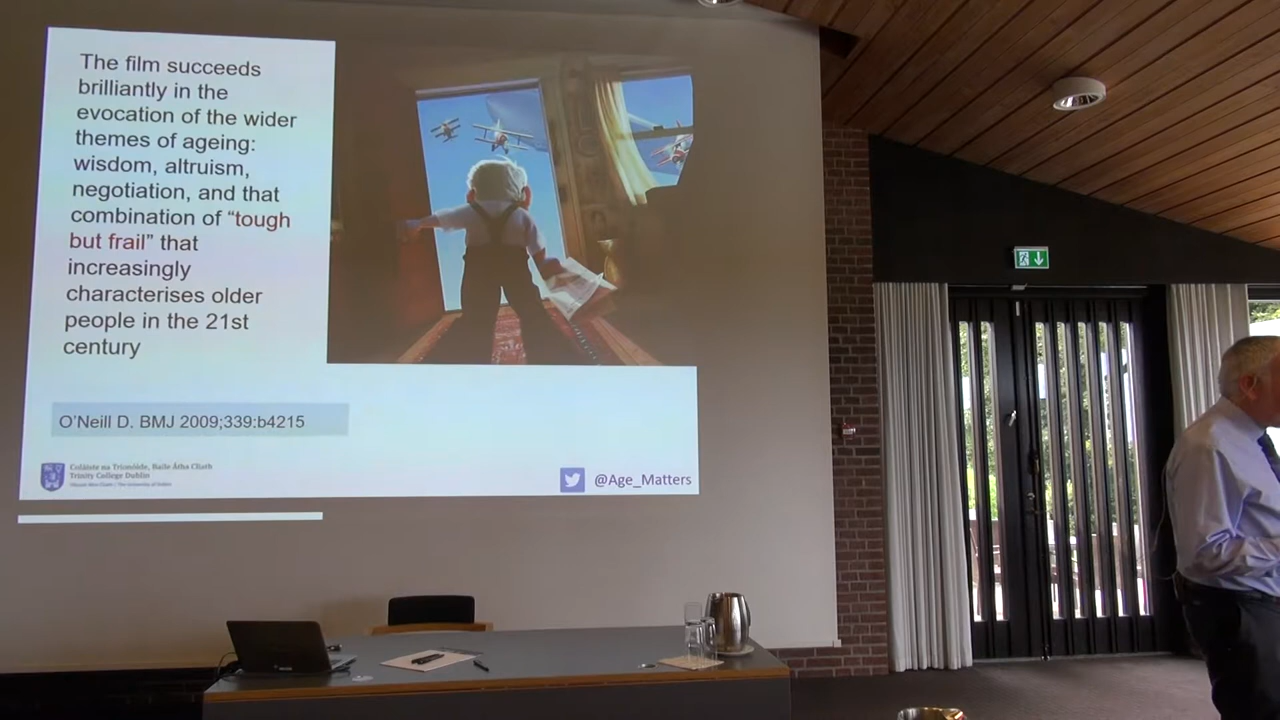 The film succeeds
brilliantly in the
evocation of the wider
themes of ageing:
wisdom, altruism,
negotiation, and that
combination of “tough
but frail” that
increasingly
characterises older
people in the 21st
century
O'Neill D. BMJ 2009;339:b4215
Coláiste na Tríonóide, Baile Átha Cliath
Trinity College Dublin
@Age_Matters